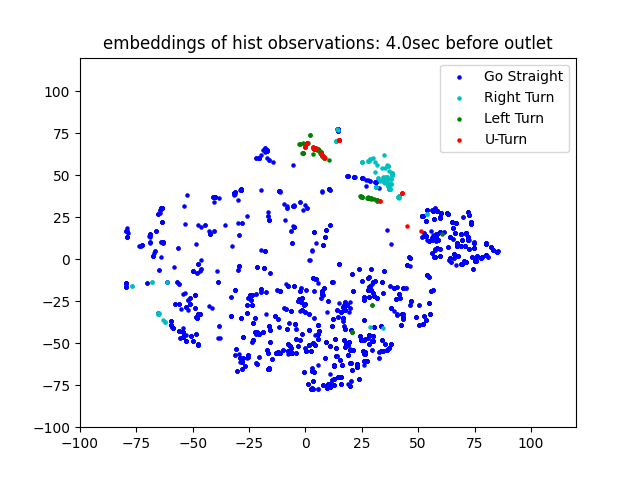 embeddings of hist observations: 4.0sec before outlet
Go Straight
Right Turn
Left Turn
U-Turn
100
75
50
25
0
−25
−50
−75
−100
−100 −75 −50 −25 0 25 50 75 100